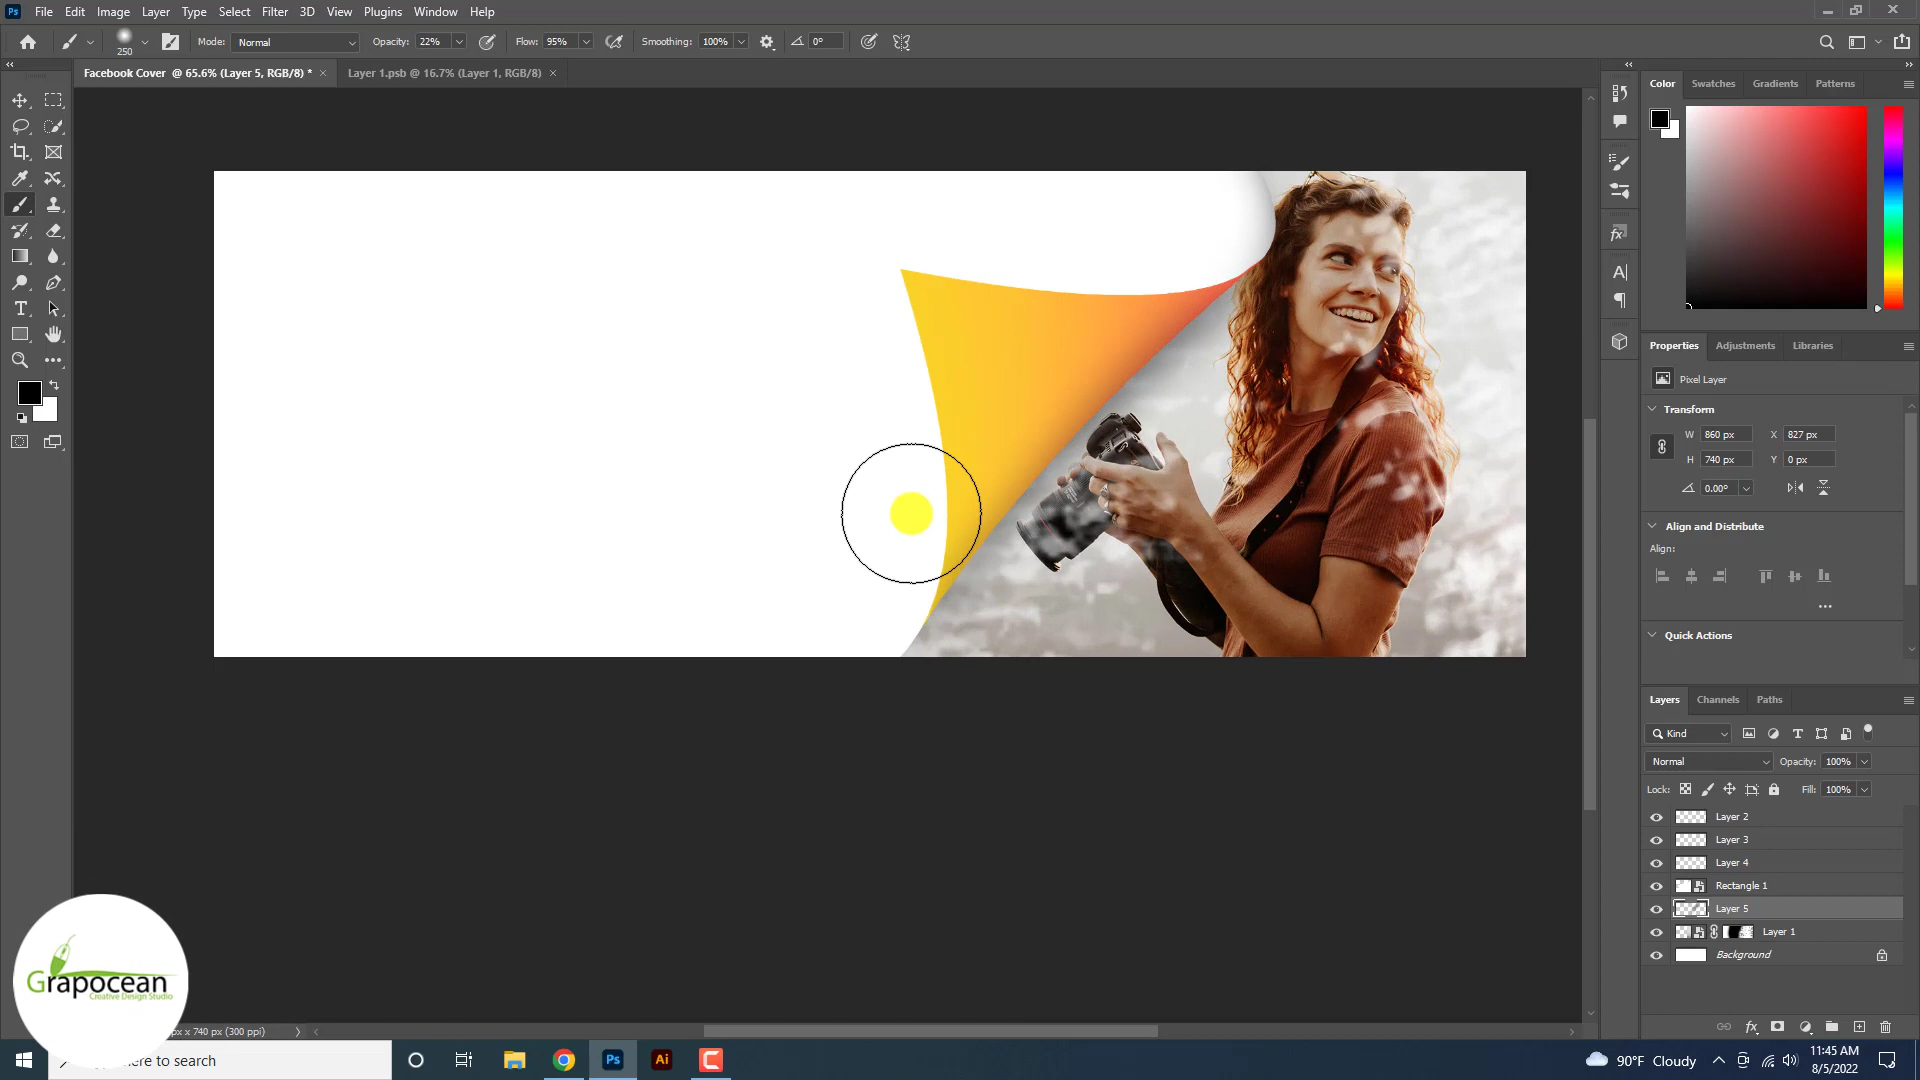 Ps File Edit Image Layer Type Select Filter 3D View Plugins Window Help
250 Mode: Normal Opacity: 22% Flow: 95% Smoothing: 100% 0°
Facebook Cover @ 65.6% (Layer 5, RGB/8) * × Layer 1.psb @ 16.7% (Layer 1, RGB/8) ×
Color Swatches Gradients Patterns
Properties Adjustments Libraries
Pixel Layer
Transform
W 860 px X 827 px
H 740 px Y 0 px
0.00°
Align and Distribute
Align:
Quick Actions
Layers Channels Paths
Kind
Normal Opacity: 100%
Lock: Fill: 100%
Layer 2
Layer 3
Layer 4
Rectangle 1
Layer 5
Layer 1
Background
Grapocean
Creative Design Studio
px x 740 px (300 ppi)
here to search
Ps Ai
90°F Cloudy
11:45 AM
8/5/2022